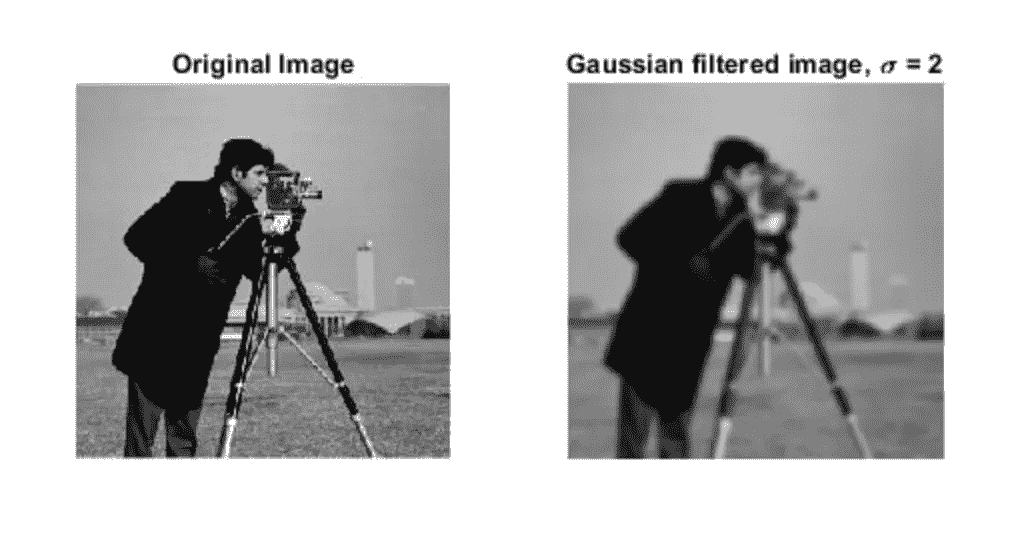 Original Image
Gaussian filtered image, σ = 2